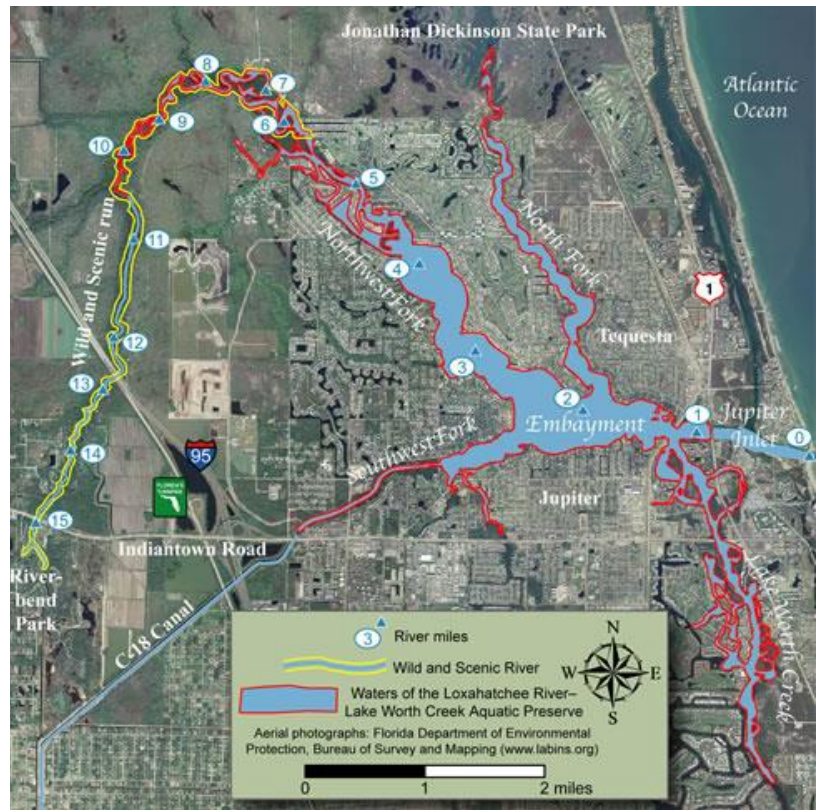 Jonathan Dickinson State Park
Atlantic
Ocean
8
7
9
6
10
5
11
North Fork
Northwest Fork
4
Wild and Scenic run
1
12
Tequesta
3
13
2
1
Embayment
Jupiter
Inlet
0
14
Southwest Fork
95
Jupiter
15
Indiantown Road
River-
bend
Park
C-18 Canal
Lake Worth Creek
3
River miles
N
W
E
S
Wild and Scenic River
Waters of the Loxahatchee River–
Lake Worth Creek Aquatic Preserve
Aerial photographs: Florida Department of Environmental
Protection, Bureau of Survey and Mapping (www.labins.org)
0
1
2 miles